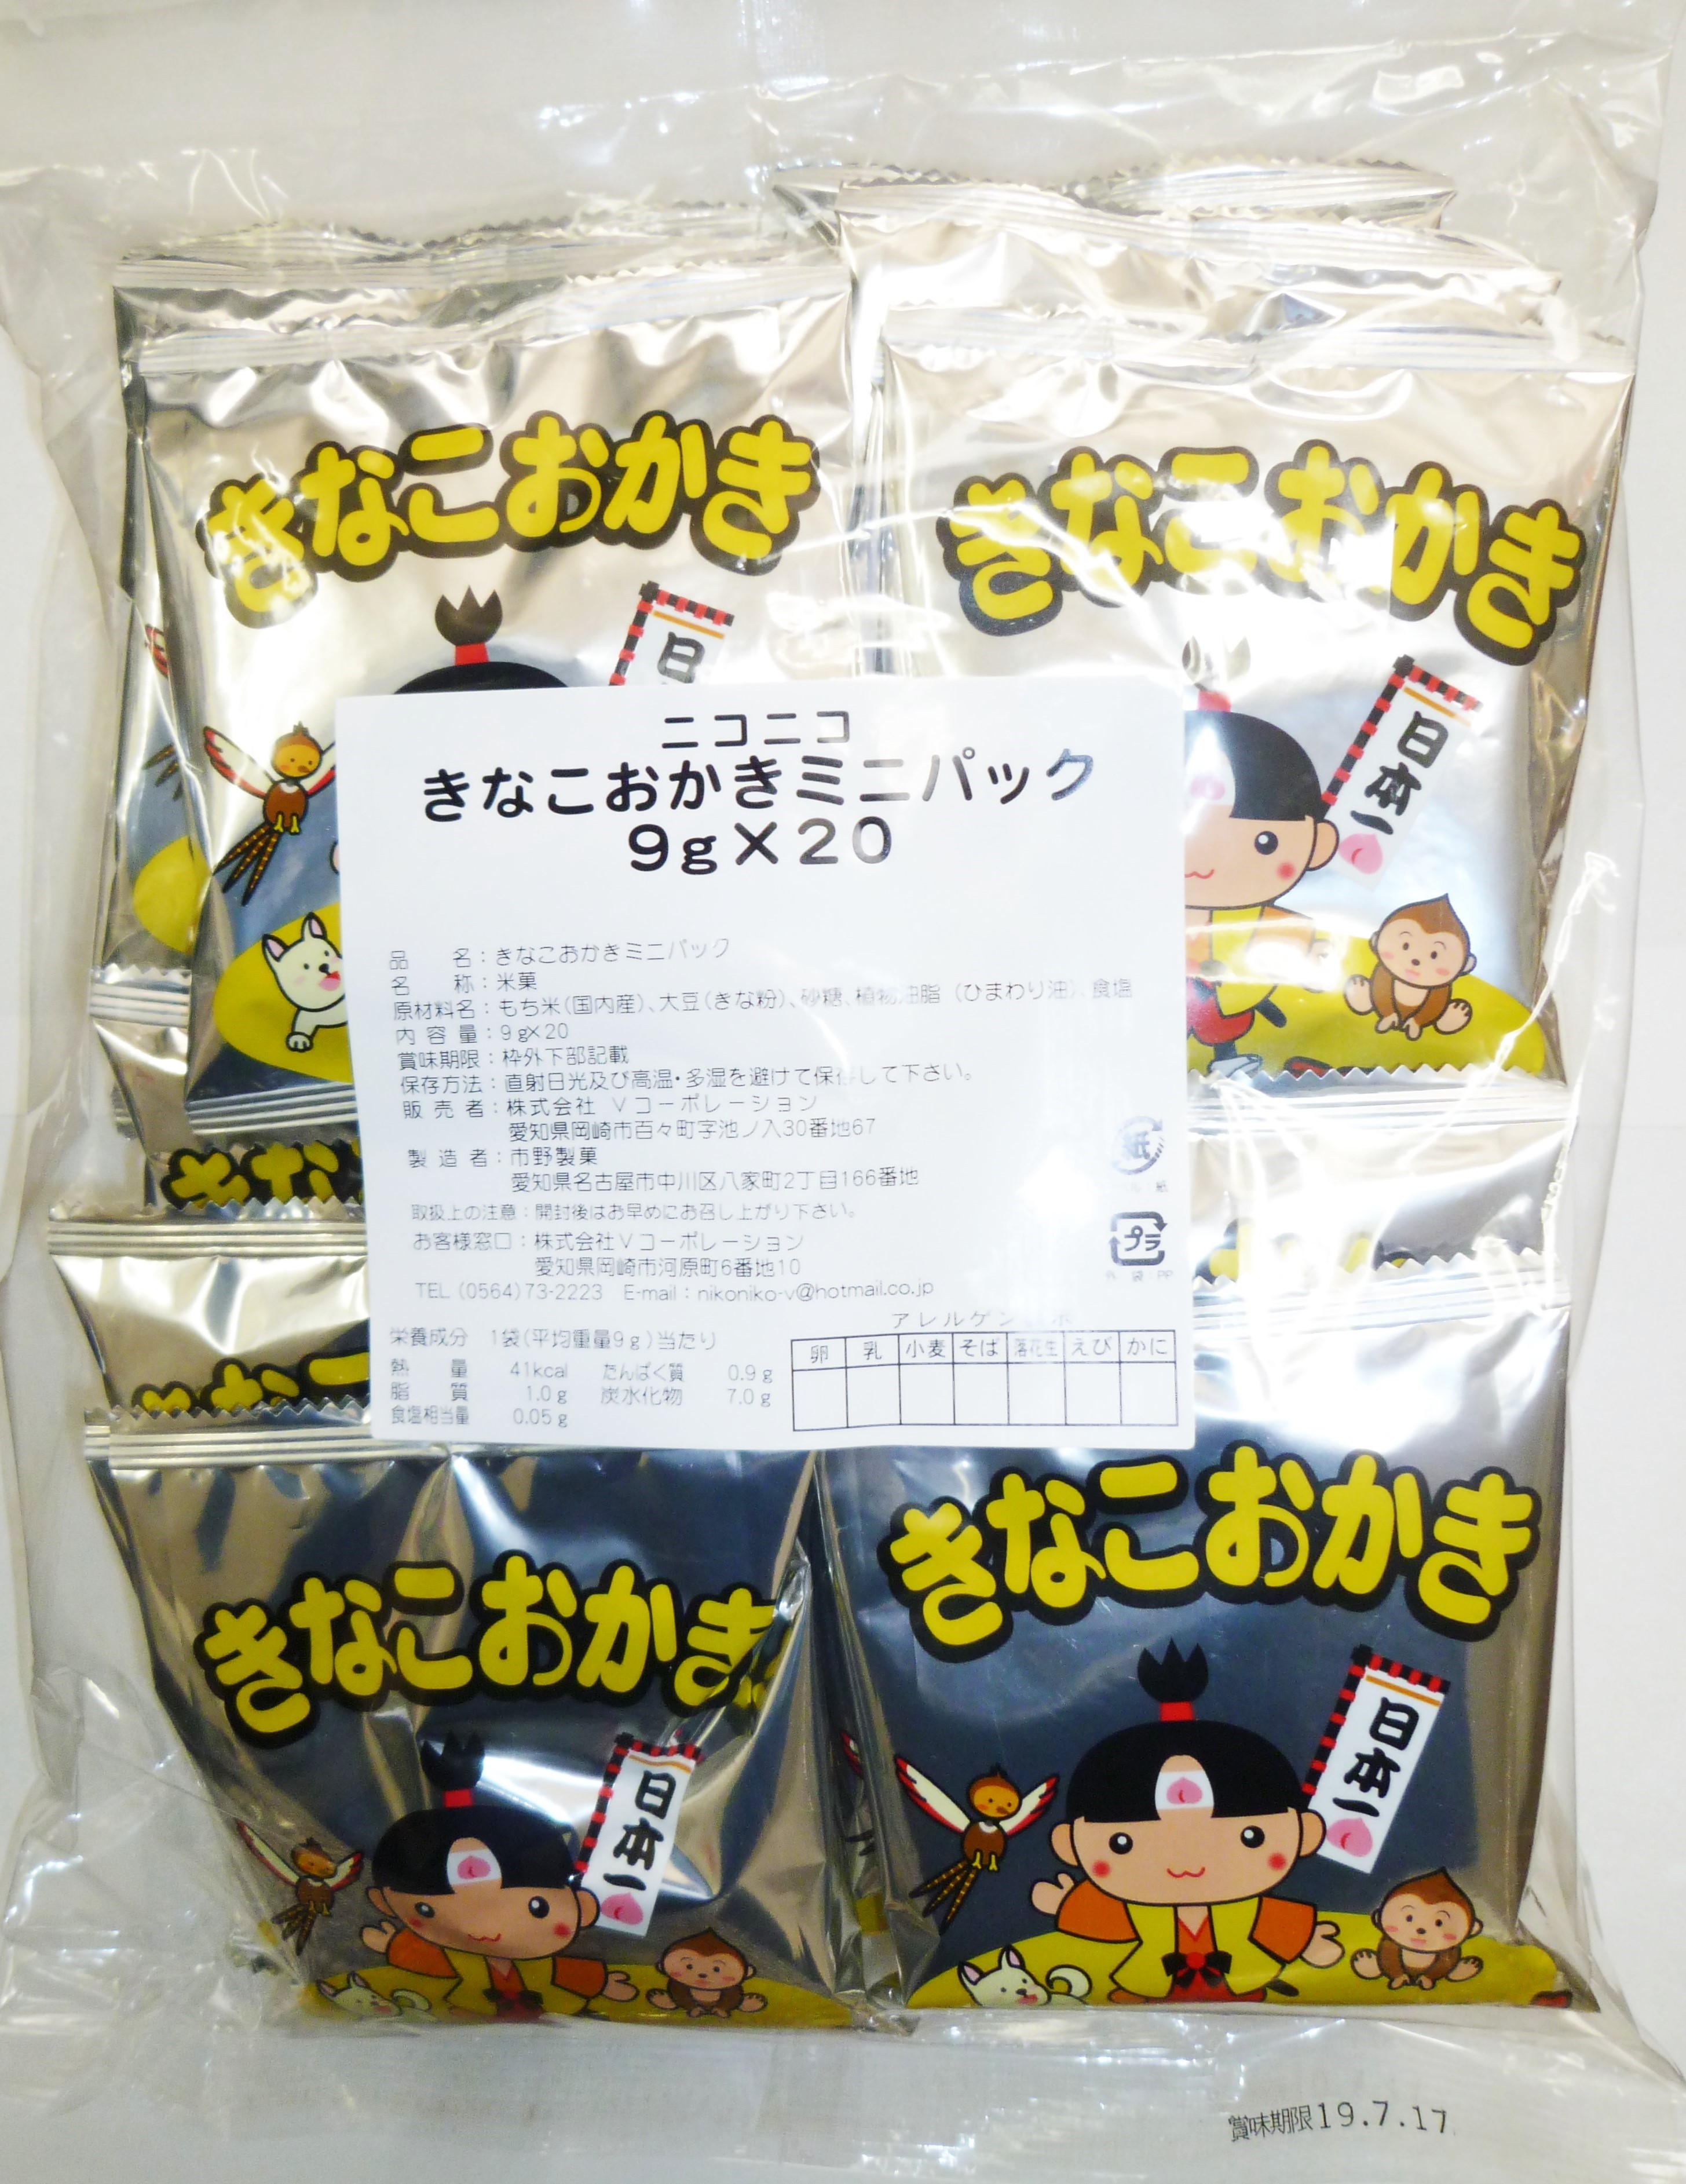 きなこおかき
きなこおかき
日
日本一
ニコニコ
きなこおかきミニパック
9g×20
品名：きなこおかきミニパック
名称：米菓
原材料名：もち米（国内産）、大豆（きな粉）、砂糖、植物油脂（ひまわり油）、食塩
内容量：9g×20
賞味期限：枠外下部記載
保存方法：直射日光及び高温・多湿を避けて保存して下さい。
販売者：株式会社 Ｖコーポレーション
愛知県岡崎市百々町字池ノ入30番地67
製造者：市野製菓
愛知県名古屋市中川区八家町2丁目166番地
取扱上の注意：開封後はお早めにお召し上がり下さい。
お客様窓口：株式会社Ｖコーポレーション
愛知県岡崎市河原町6番地10
TEL (0564)73-2223 E-mail：nikoniko-v@hotmail.co.jp
紙
紙
プラ
外袋：PP
アレルゲン
卵 乳 小麦 そば 落花生 えび かに
栄養成分 1袋（平均重量9g）当たり
熱量 41kcal たんぱく質 0.9g
脂質 1.0g 炭水化物 7.0g
食塩相当量 0.05g
きなこおかき
きなこおかき
日本一
日本一
賞味期限19.7.17